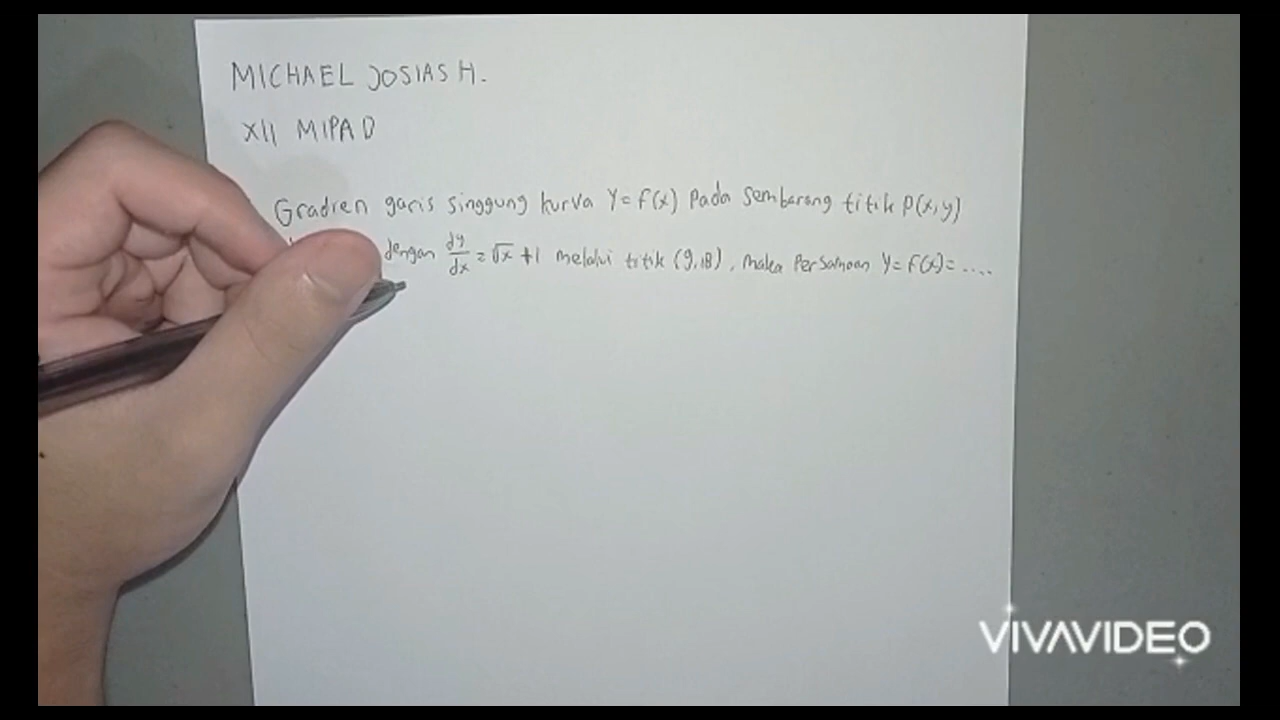 MICHAEL JOSIAS H.
XII MIPA D
Gradien garis singgung kurva y = f(x) pada sembarang titik P(x,y)
dengan dy/dx = √x + 1 melalui titik (9,18), maka persamaan y = f(x) = ....
VIVAVIDEO